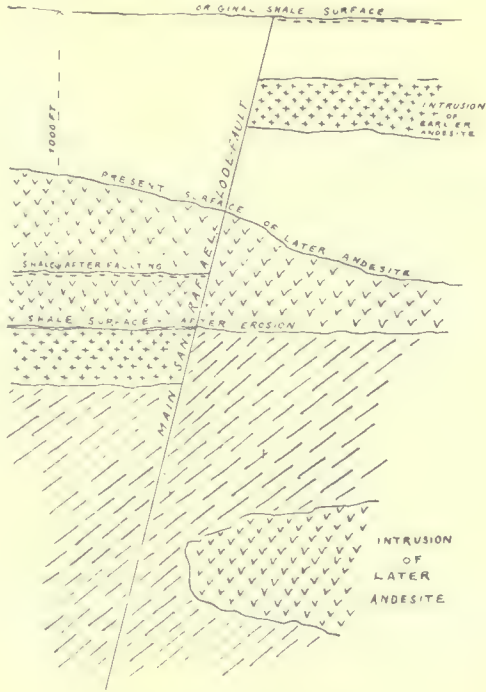 ORIGINAL SHALE SURFACE
1000 FT
INTRUSION
OF
EARLIER
ANDESITE
PRESENT SURFACE OF LATER ANDESITE
SHALE AFTER FAULTING
SHALE SURFACE AFTER EROSION
MAIN SAN RAFAEL LODE-FAULT
INTRUSION
OF
LATER
ANDESITE